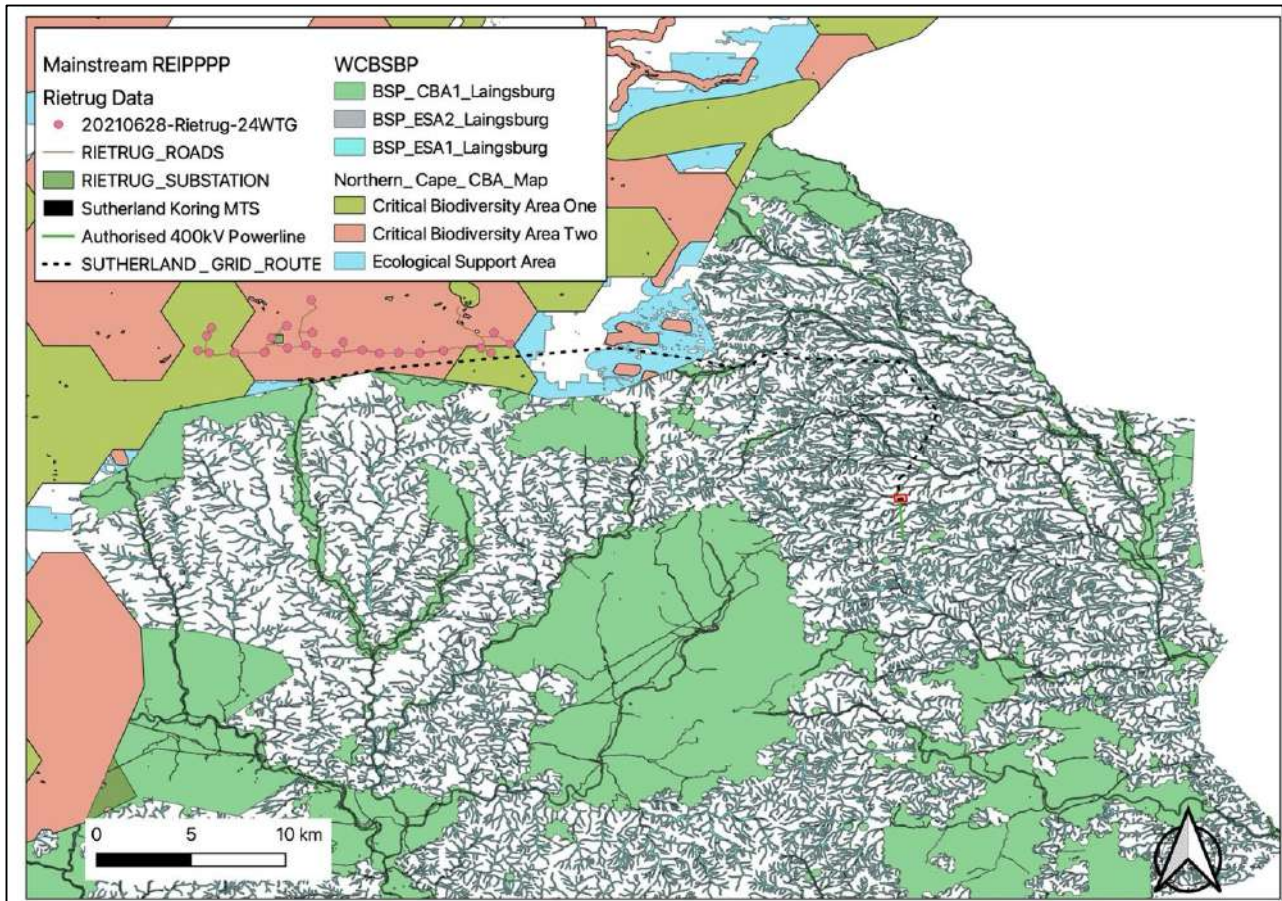 Mainstream REIPPPP
Rietrug Data
20210628-Rietrug-24WTG
RIETRUG_ROADS
RIETRUG_SUBSTATION
Sutherland Koring MTS
Authorised 400kV Powerline
SUTHERLAND_GRID_ROUTE
WCBSBP
BSP_CBA1_Laingsburg
BSP_ESA2_Laingsburg
BSP_ESA1_Laingsburg
Northern_Cape_CBA_Map
Critical Biodiversity Area One
Critical Biodiversity Area Two
Ecological Support Area
0 5 10 km